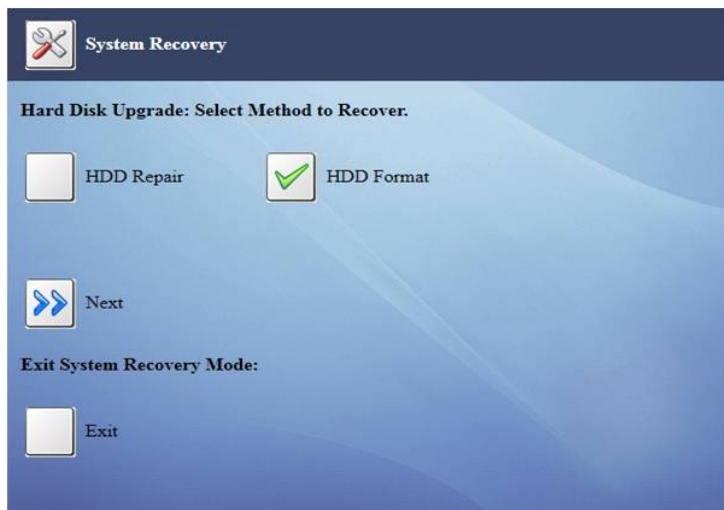 System Recovery
Hard Disk Upgrade: Select Method to Recover.
HDD Repair
HDD Format
Next
Exit System Recovery Mode:
Exit